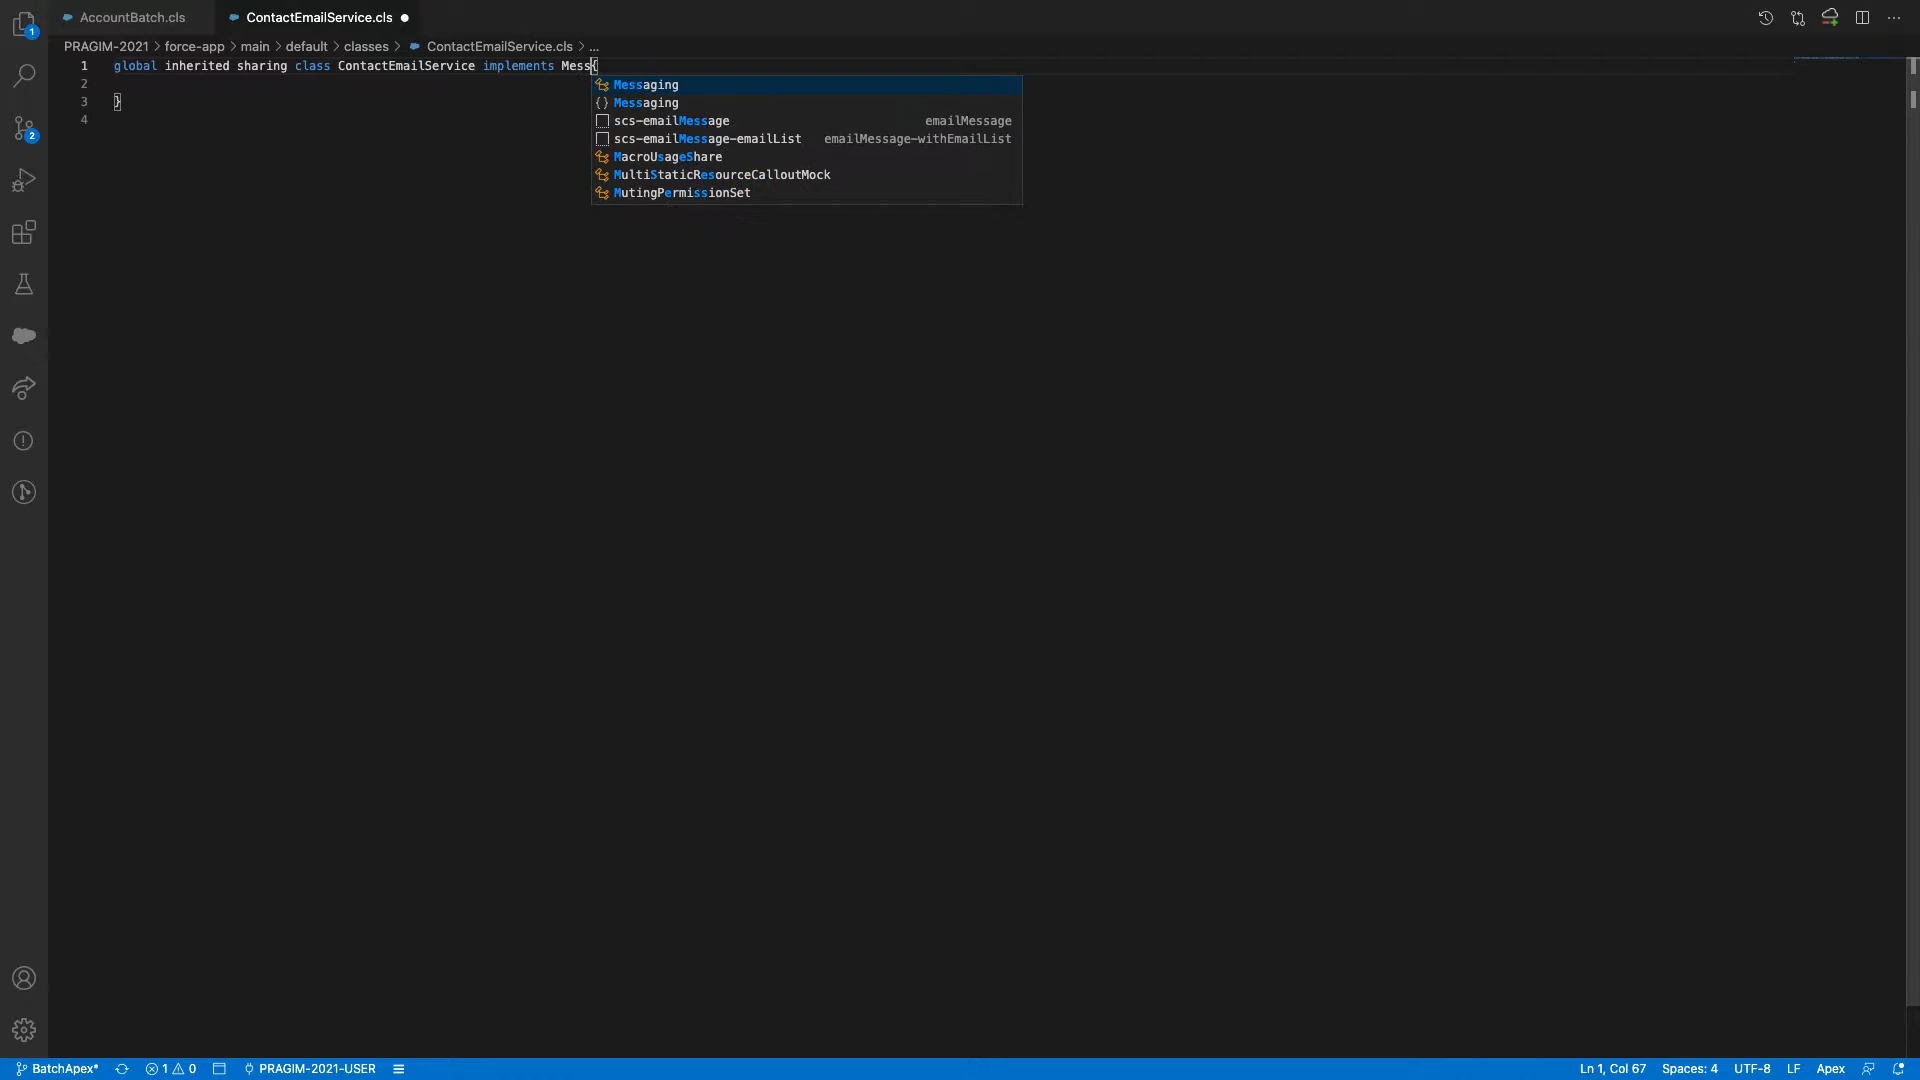 AccountBatch.cls
ContactEmailService.cls
PRAGIM-2021 > force-app > main > default > classes > ContactEmailService.cls > ...
1 global inherited sharing class ContactEmailService implements Mess{
2
3 }
4
Messaging
{} Messaging
scs-emailMessage emailMessage
scs-emailMessage-emailList emailMessage-withEmailList
MacroUsageShare
MultiStaticResourceCalloutMock
MutingPermissionSet
1
2
BatchApex* 1 0 PRAGIM-2021-USER Ln 1, Col 67 Spaces: 4 UTF-8 LF Apex